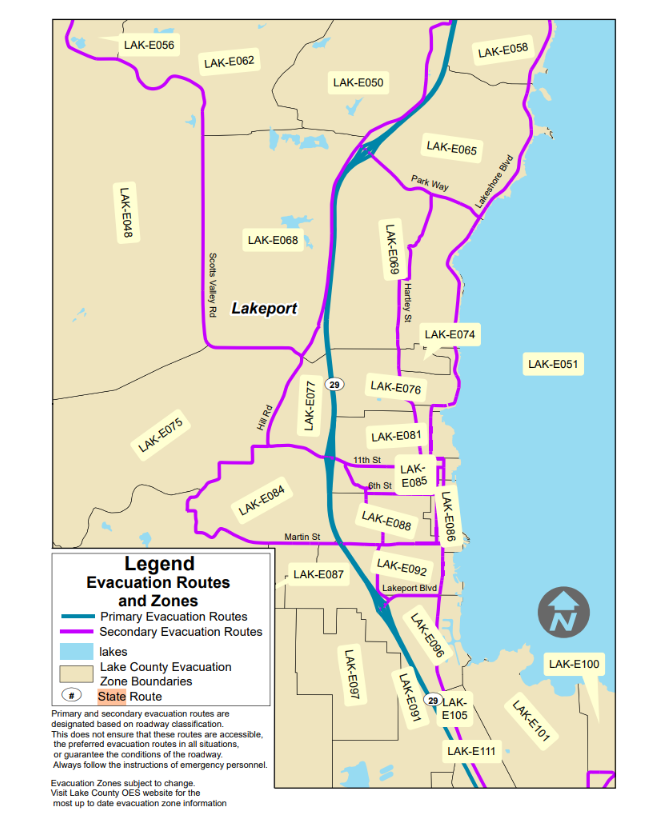 LAK-E056
LAK-E062
LAK-E050
LAK-E058
LAK-E065
Park Way
Lakeshore Blvd
LAK-E048
LAK-E068
LAK-E069
Scotts Valley Rd
Hartley St
Lakeport
LAK-E074
LAK-E051
29
LAK-E077
LAK-E076
Hill Rd
LAK-E075
LAK-E081
11th St
LAK-
E085
6th St
LAK-E084
LAK-E086
LAK-E088
Martin St
LAK-E087
LAK-E092
Lakeport Blvd
LAK-E096
LAK-E097
LAK-E091
29
LAK-
E105
LAK-E100
LAK-E101
LAK-E111
N
Legend
Evacuation Routes
and Zones
Primary Evacuation Routes
Secondary Evacuation Routes
lakes
Lake County Evacuation
Zone Boundaries
# State Route
Primary and secondary evacuation routes are
designated based on roadway classification.
This does not ensure that these routes are accessible,
the preferred evacuation routes in all situations,
or guarantee the conditions of the roadway.
Always follow the instructions of emergency personnel.
Evacuation Zones subject to change.
Visit Lake County OES website for the
most up to date evacuation zone information